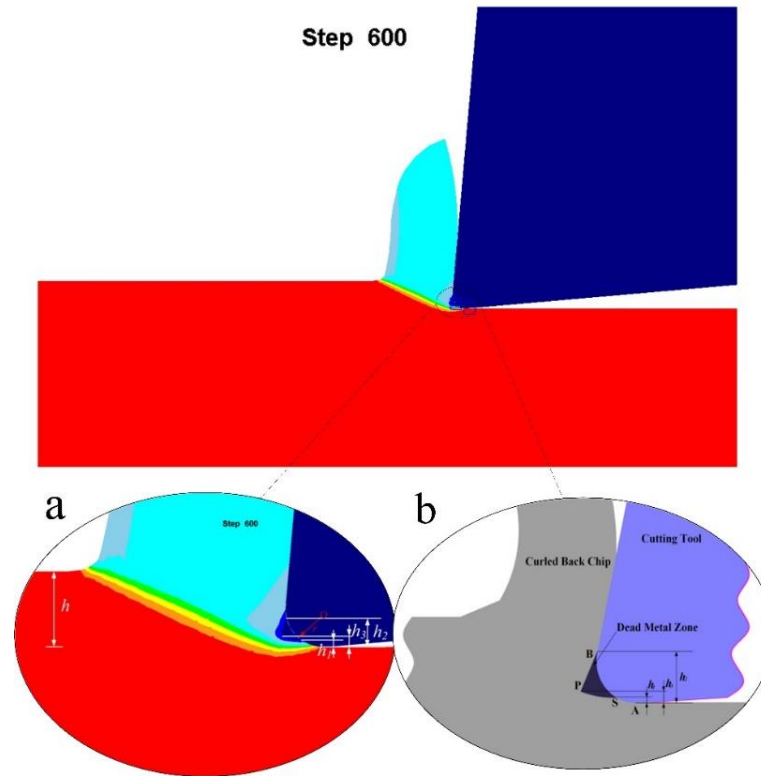 Step 600
a
Step 600
h
h3
h2
h1
b
Cutting Tool
Curled Back Chip
Dead Metal Zone
B
P
S
A